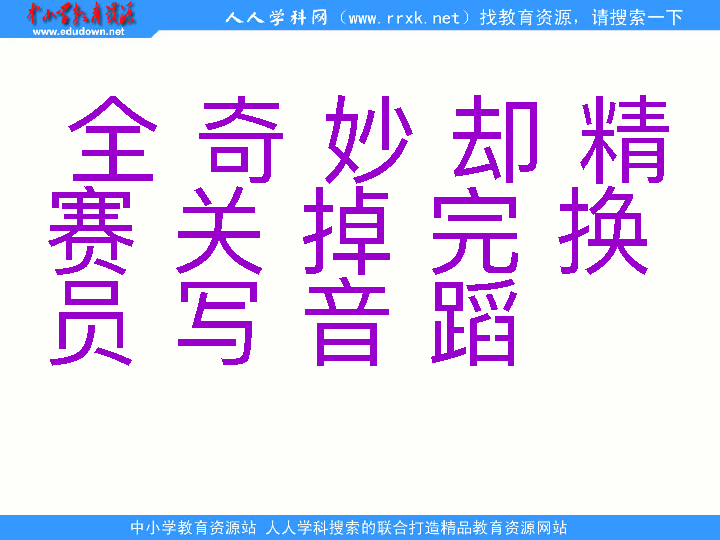 中小学教育资源
www.edudown.net
人人学科网（www.rrxk.net）找教育资源，请搜索一下
全 奇 妙 却 精
赛 关 掉 完 换
员 写 音 蹈
中小学教育资源站 人人学科搜索的联合打造精品教育资源网站